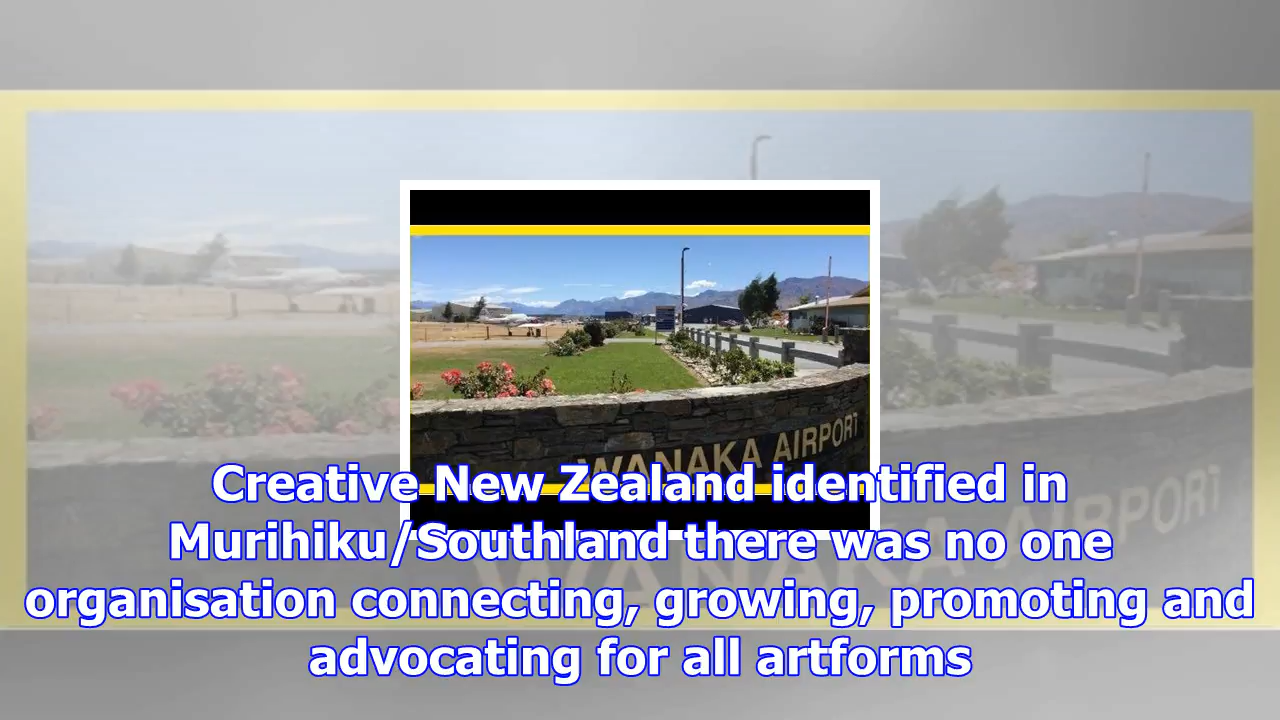 WANAKA AIRPORT
Creative New Zealand identified in
Murihiku/Southland there was no one
organisation connecting, growing, promoting and
advocating for all artforms